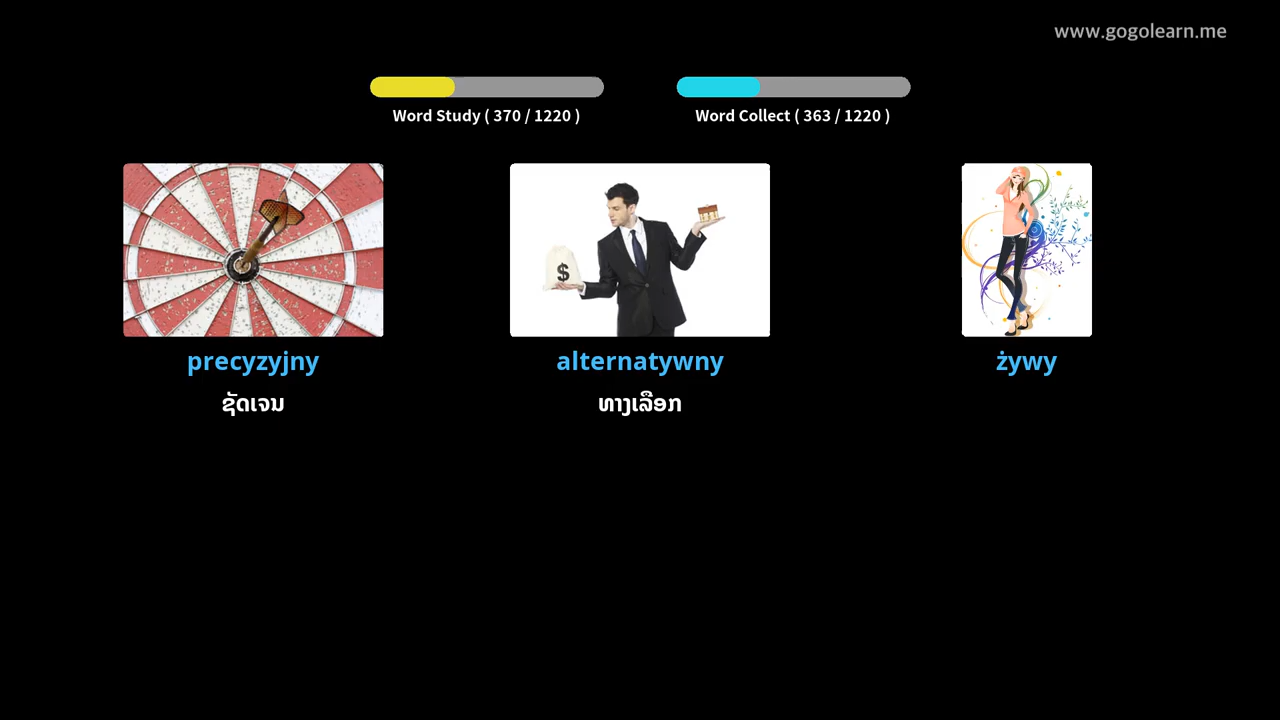 www.gogolearn.me
Word Study ( 370 / 1220 )
Word Collect ( 363 / 1220 )
$
precyzyjny
alternatywny
żywy
ຊັດເຈນ
ທາງເລືອກ